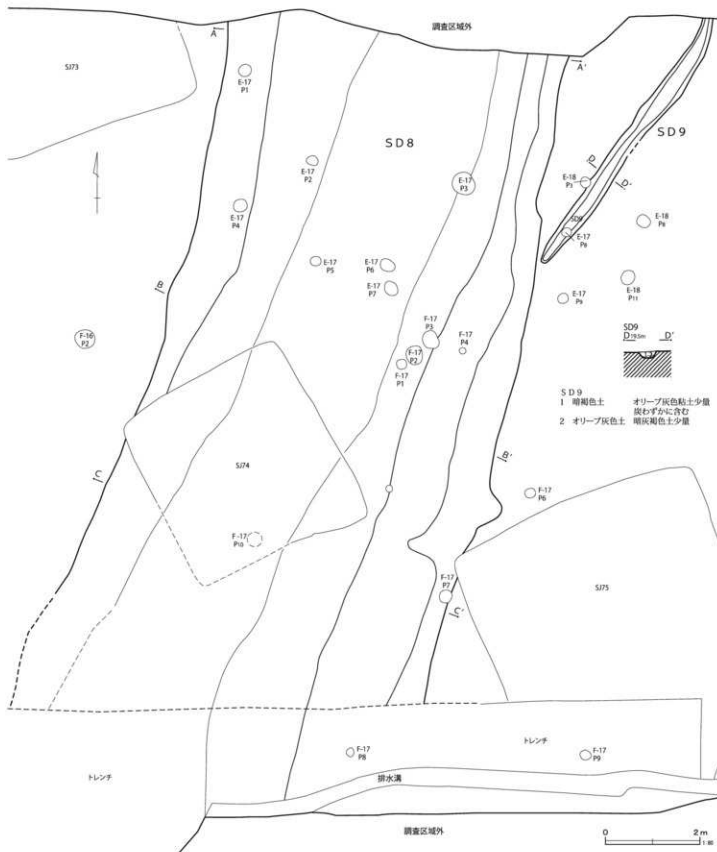 調査区域外
A
A'
SJ73
E-17
P1
SD8
SD9
E-17
P2
E-17
P3
D
E-18
P3
D'
E-17
P4
SD9
E-18
P8
E-17
P8
E-17
P5
E-17
P6
E-17
P7
E-18
P11
B
E-17
P9
F-16
P2
F-17
P3
F-17
P4
F-17
P2
F-17
P1
SD9
D 19.5m D'
1
SD9
1 暗褐色土 オリーブ灰色粘土少量
炭わずかに含む
2 オリーブ灰色土 暗灰褐色土少量
B'
SJ74
C
F-17
P6
F-17
P10
F-17
P7
SJ75
C'
トレンチ
F-17
P8
トレンチ
F-17
P9
排水溝
調査区域外
0 2m
1:80